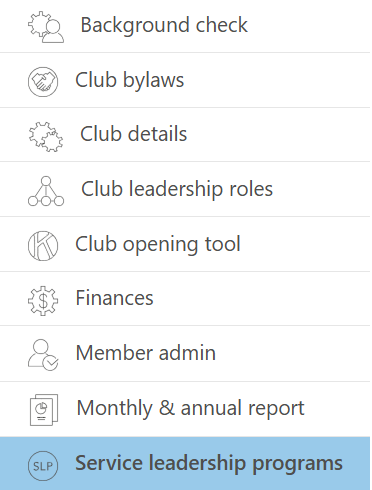 Background check
Club bylaws
Club details
Club leadership roles
K
Club opening tool
$
Finances
Member admin
Monthly & annual report
SLP
Service leadership programs